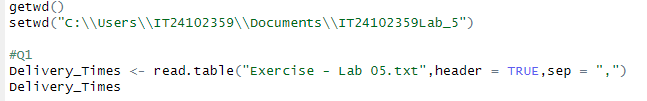 getwd()
setwd("C:\\Users\\IT24102359\\Documents\\IT24102359Lab_5")
#Q1
Delivery_Times <- read.table("Exercise - Lab 05.txt",header = TRUE,sep = ",")
Delivery_Times